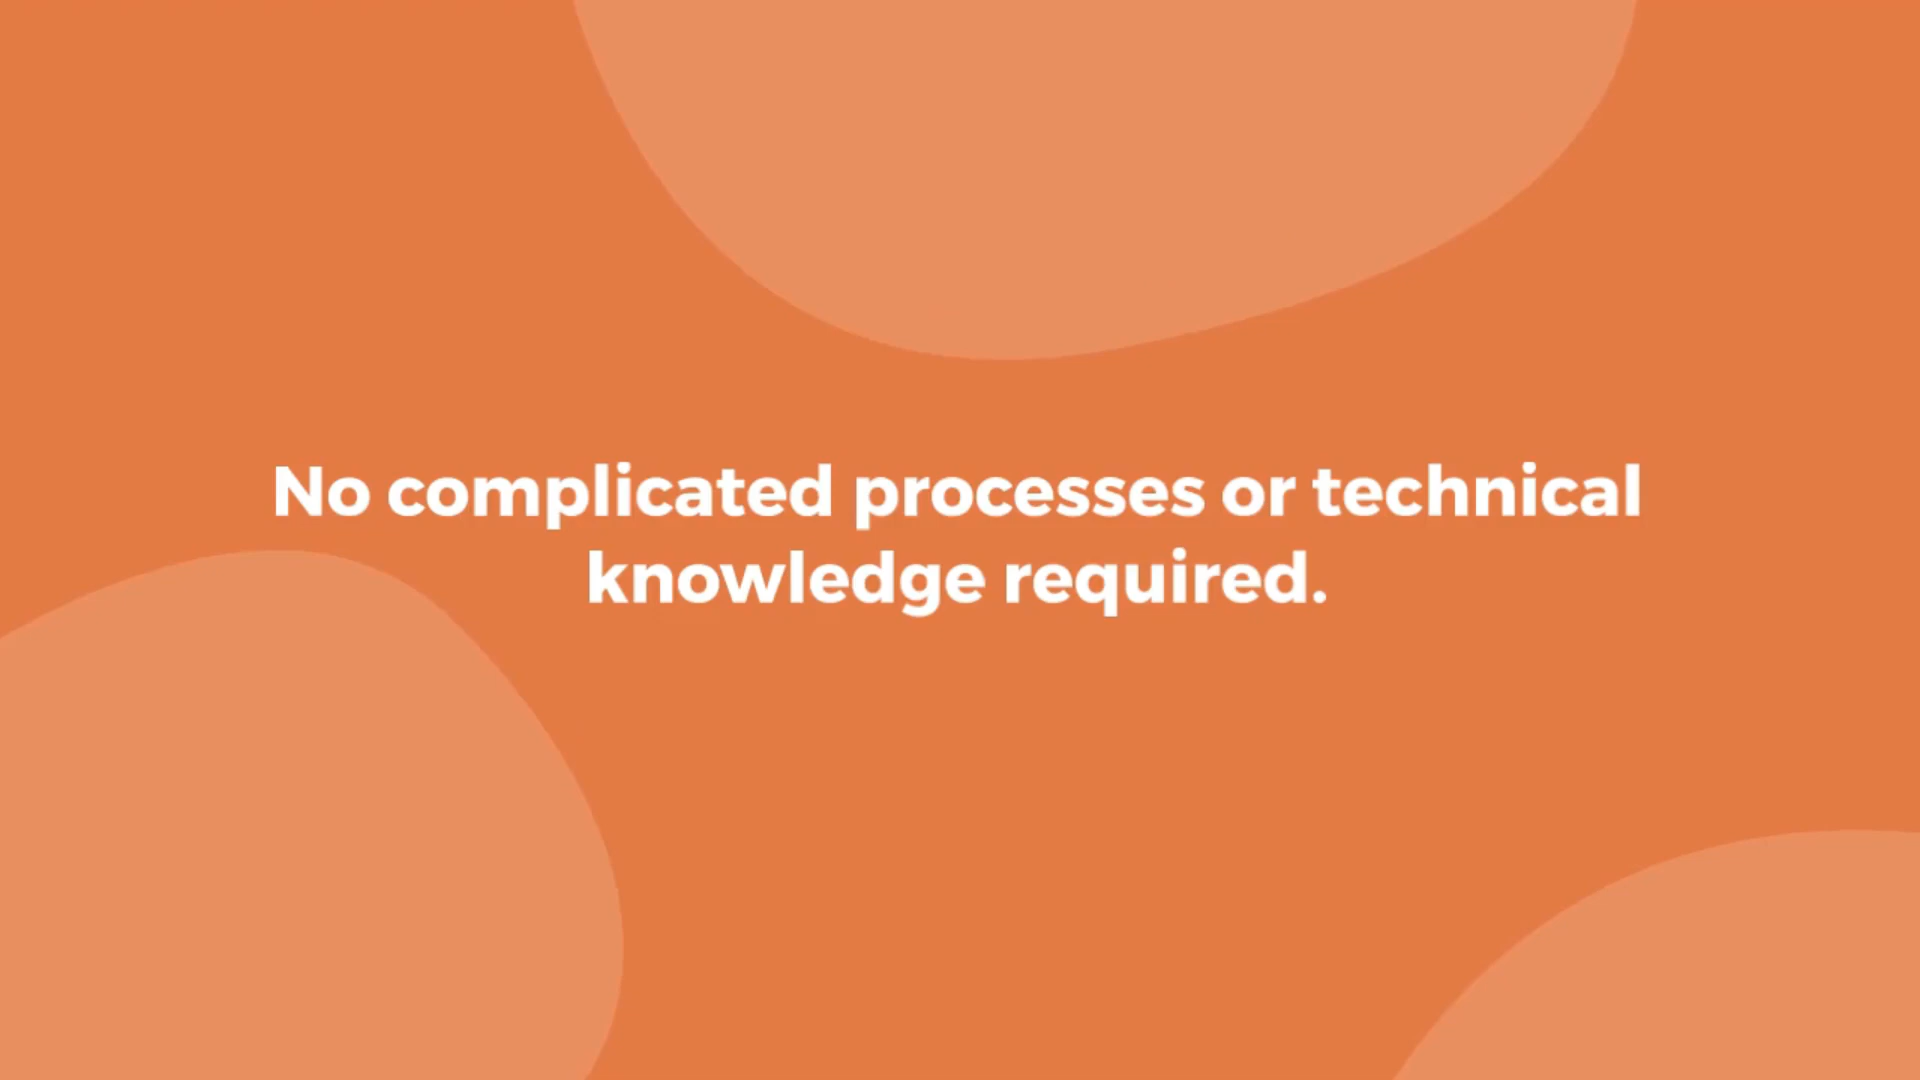 No complicated processes or technical
knowledge required.